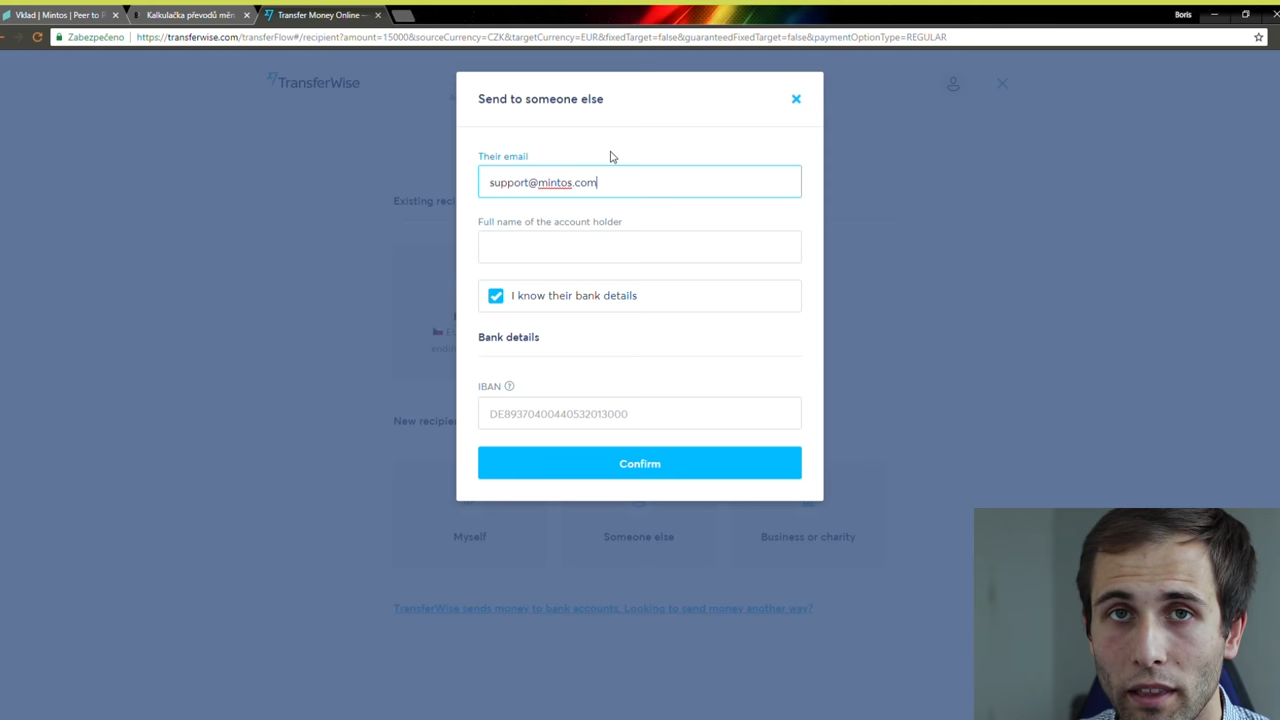 Vklad | Mintos | Peer to
Kalkulačka převodů měn
Transfer Money Online –
Boris
Zabezpečeno
https://transferwise.com/transferFlow#/recipient?amount=15000&sourceCurrency=CZK&targetCurrency=EUR&fixedTarget=false&guaranteedFixedTarget=false&paymentOptionType=REGULAR
TransferWise
Send to someone else
Their email
support@mintos.com
Existing
Full name of the account holder
I know their bank details
Bank details
IBAN
DE89370400440532013000
New
Confirm
Myself
Someone else
Business or charity
TransferWise sends money to bank accounts. Looking to send money another way?